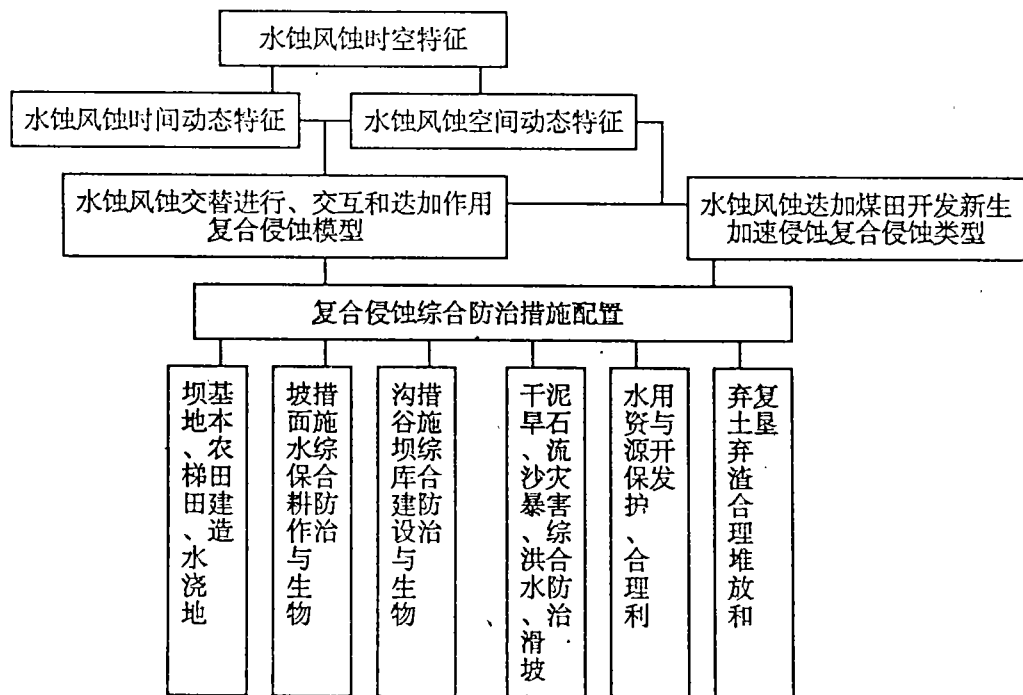 水蚀风蚀时空特征
水蚀风蚀时间动态特征
水蚀风蚀空间动态特征
水蚀风蚀交替进行、交互和迭加作用
复合侵蚀模型
水蚀风蚀迭加煤田开发新生
加速侵蚀复合侵蚀类型
复合侵蚀综合防治措施配置
坝地、梯田、水浇地
基本农田建造
坡面水保耕作与生物
措施综合防治
沟谷坝库建设与生物
措施综合防治
干旱、沙暴、洪水、滑坡、
泥石流灾害综合防治
水资源保护、合理利
用与开发
弃土弃渣合理堆放和
复垦